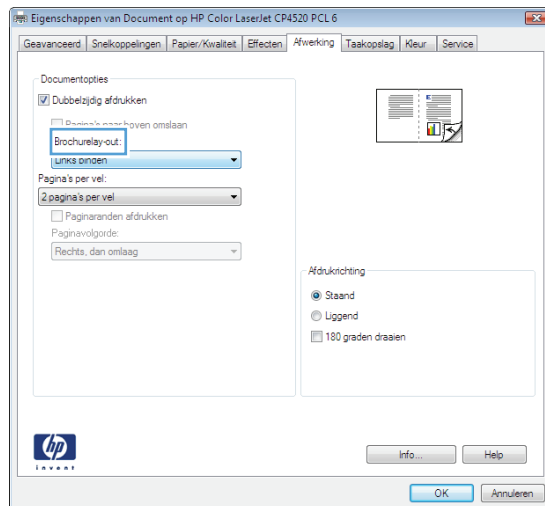 Eigenschappen van Document op HP Color LaserJet CP4520 PCL 6
Geavanceerd Snelkoppelingen Papier/Kwaliteit Effecten Afwerking Taakopslag Kleur Service
Documentopties
Dubbelzijdig afdrukken
Pagina's naar boven omslaan
Brochurelay-out:
Links binden
Pagina's per vel:
2 pagina's per vel
Paginaranden afdrukken
Paginavolgorde:
Rechts, dan omlaag
Afdrukrichting
Staand
Liggend
180 graden draaien
hp
invent
Info... Help
OK Annuleren